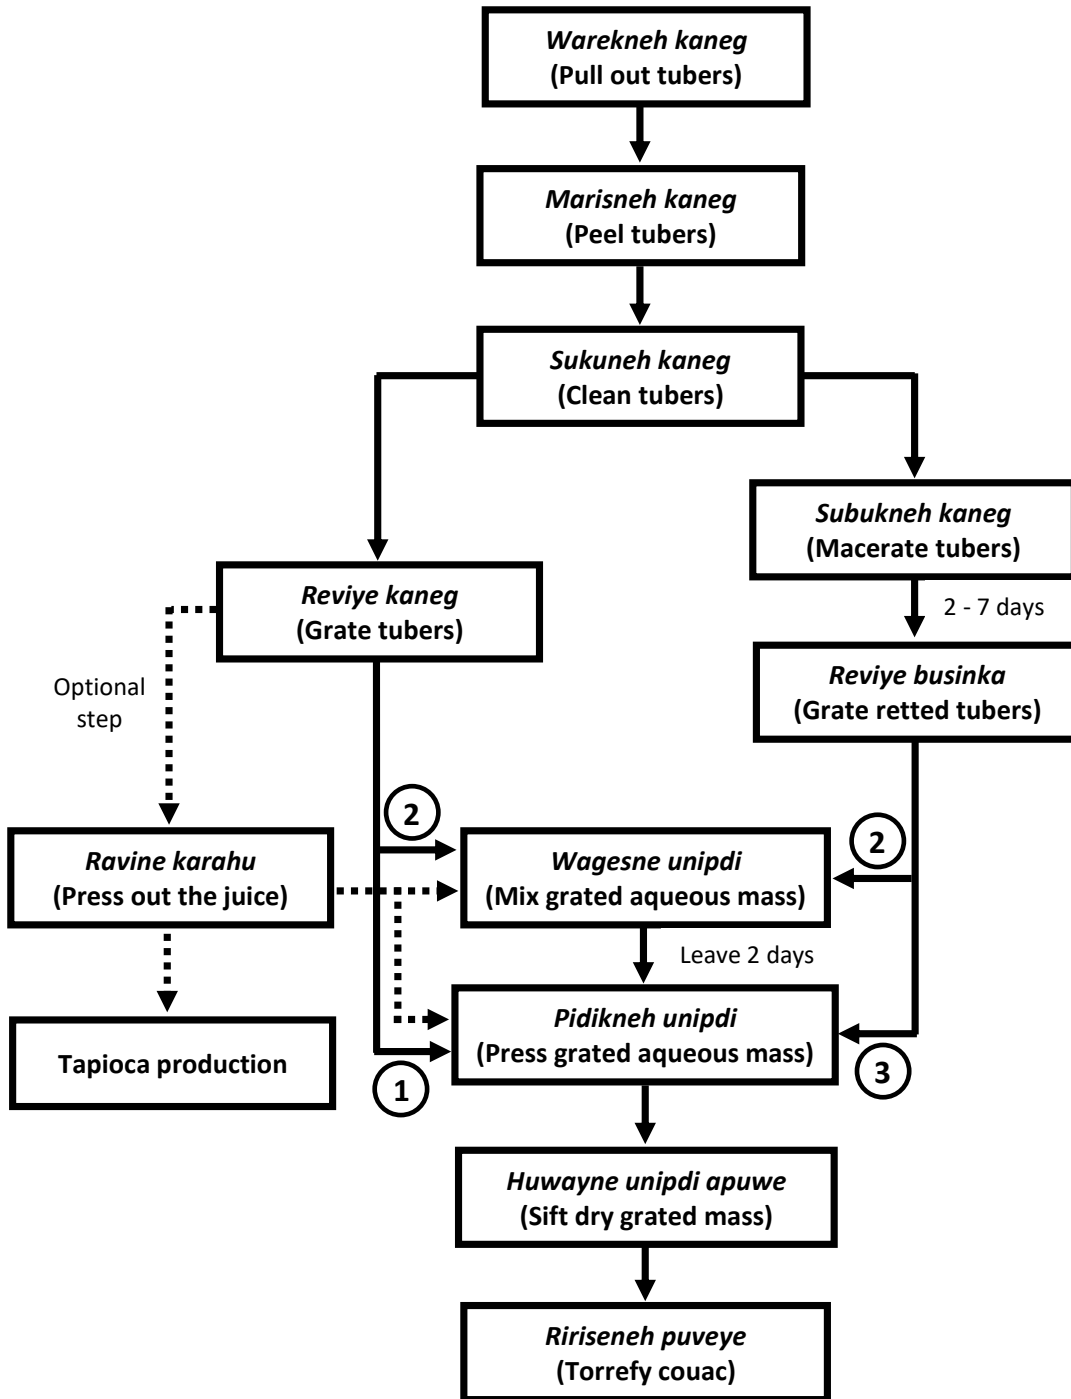 Warekneh kaneg
(Pull out tubers)
Marisneh kaneg
(Peel tubers)
Sukuneh kaneg
(Clean tubers)
Subukneh kaneg
(Macerate tubers)
2 - 7 days
Reviye kaneg
(Grate tubers)
Reviye businka
(Grate retted tubers)
Optional
step
2
2
Ravine karahu
(Press out the juice)
Wagesne unipdi
(Mix grated aqueous mass)
Leave 2 days
Tapioca production
Pidikneh unipdi
(Press grated aqueous mass)
1
3
Huwayne unipdi apuwe
(Sift dry grated mass)
Ririseneh puveye
(Torrefy couac)